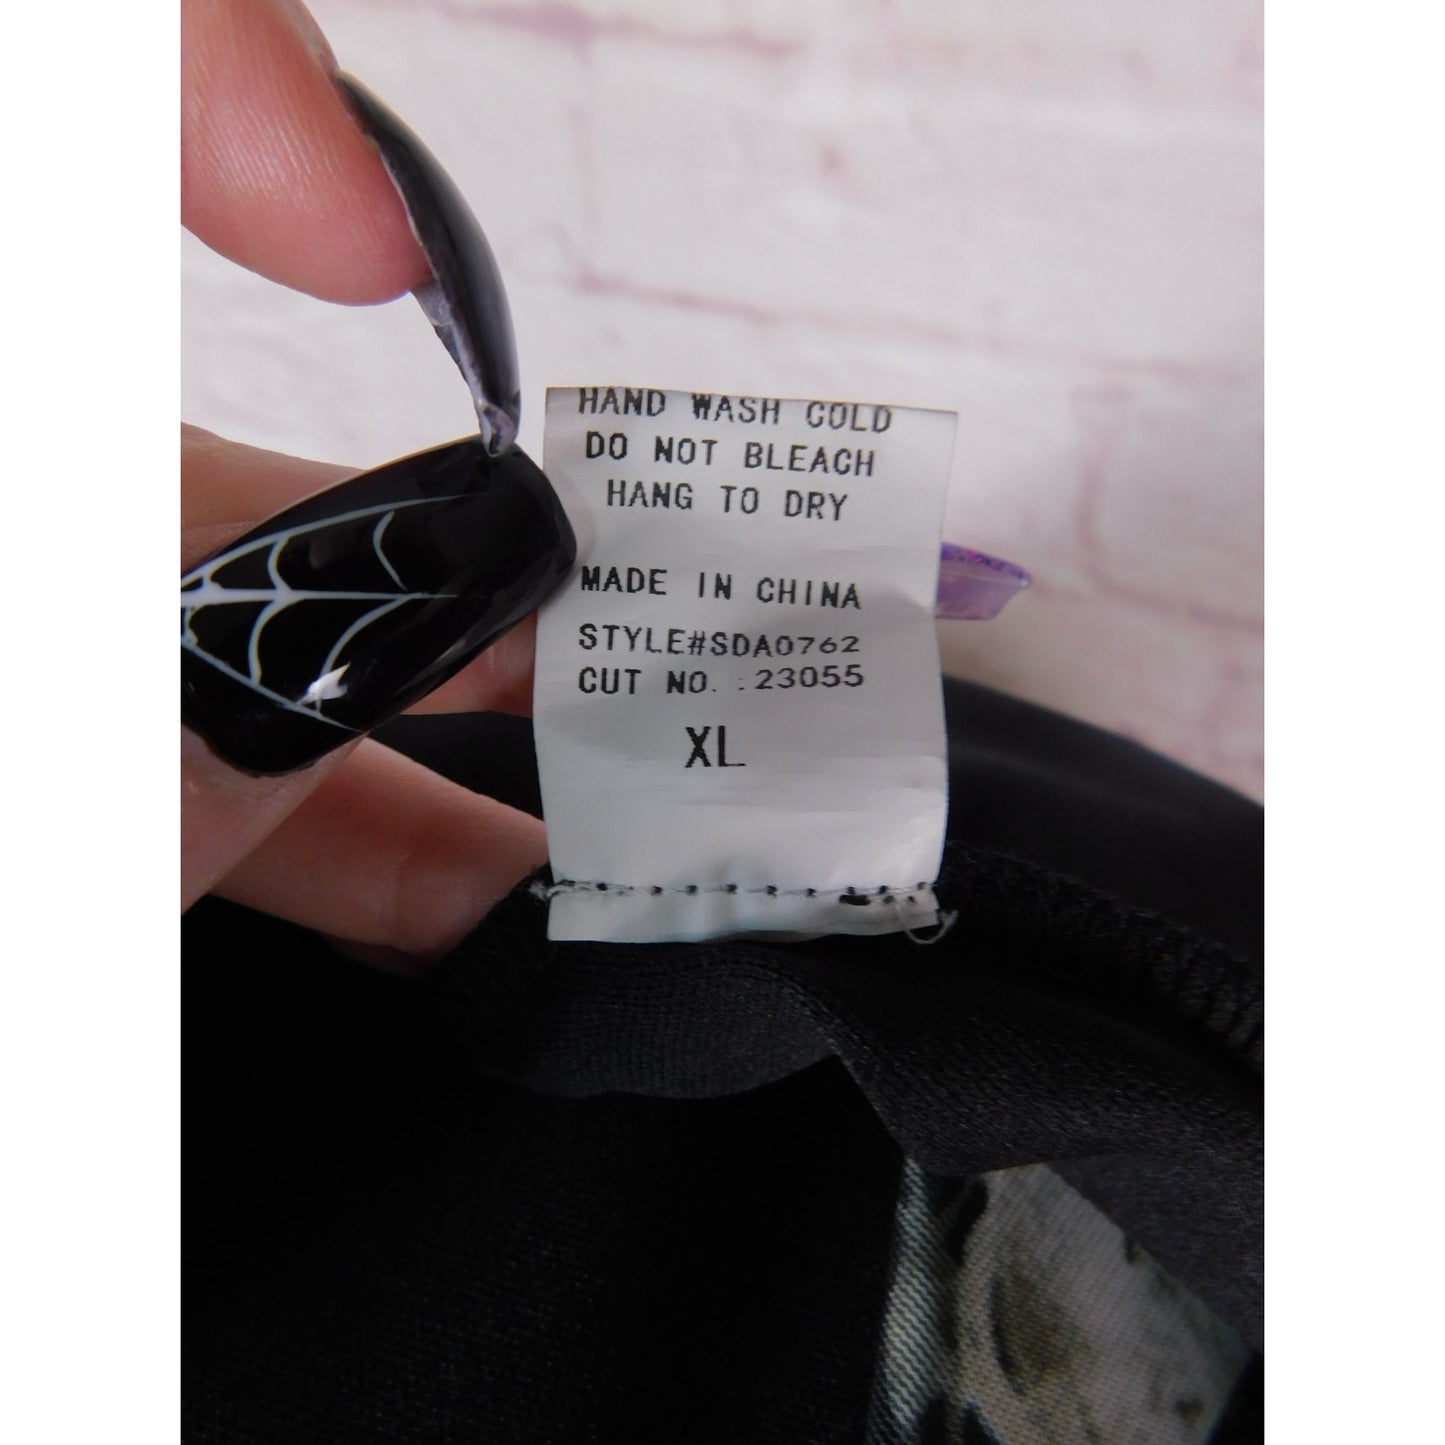 HAND WASH COLD
DO NOT BLEACH
HANG TO DRY
MADE IN CHINA
STYLE#SDA0762
CUT NO. :23055
XL